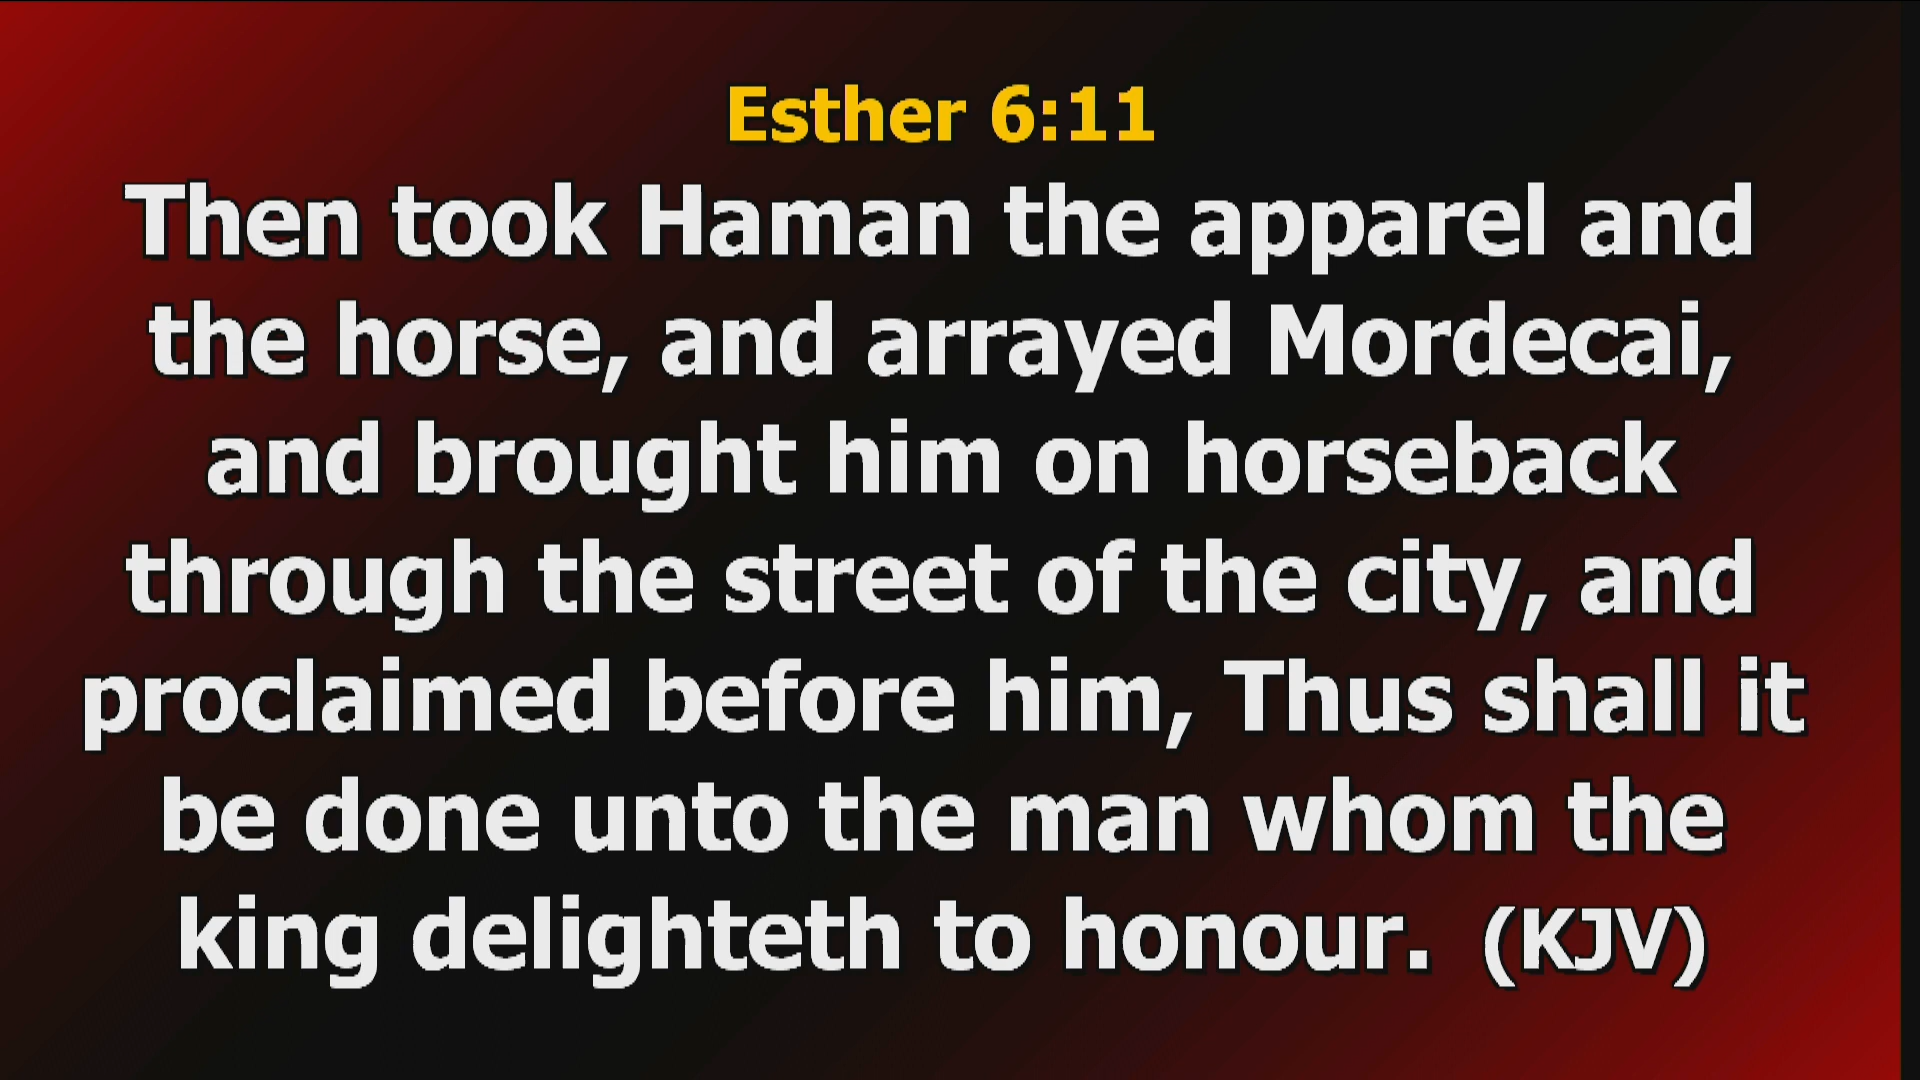 Esther 6:11
Then took Haman the apparel and
the horse, and arrayed Mordecai,
and brought him on horseback
through the street of the city, and
proclaimed before him, Thus shall it
be done unto the man whom the
king delighteth to honour. (KJV)